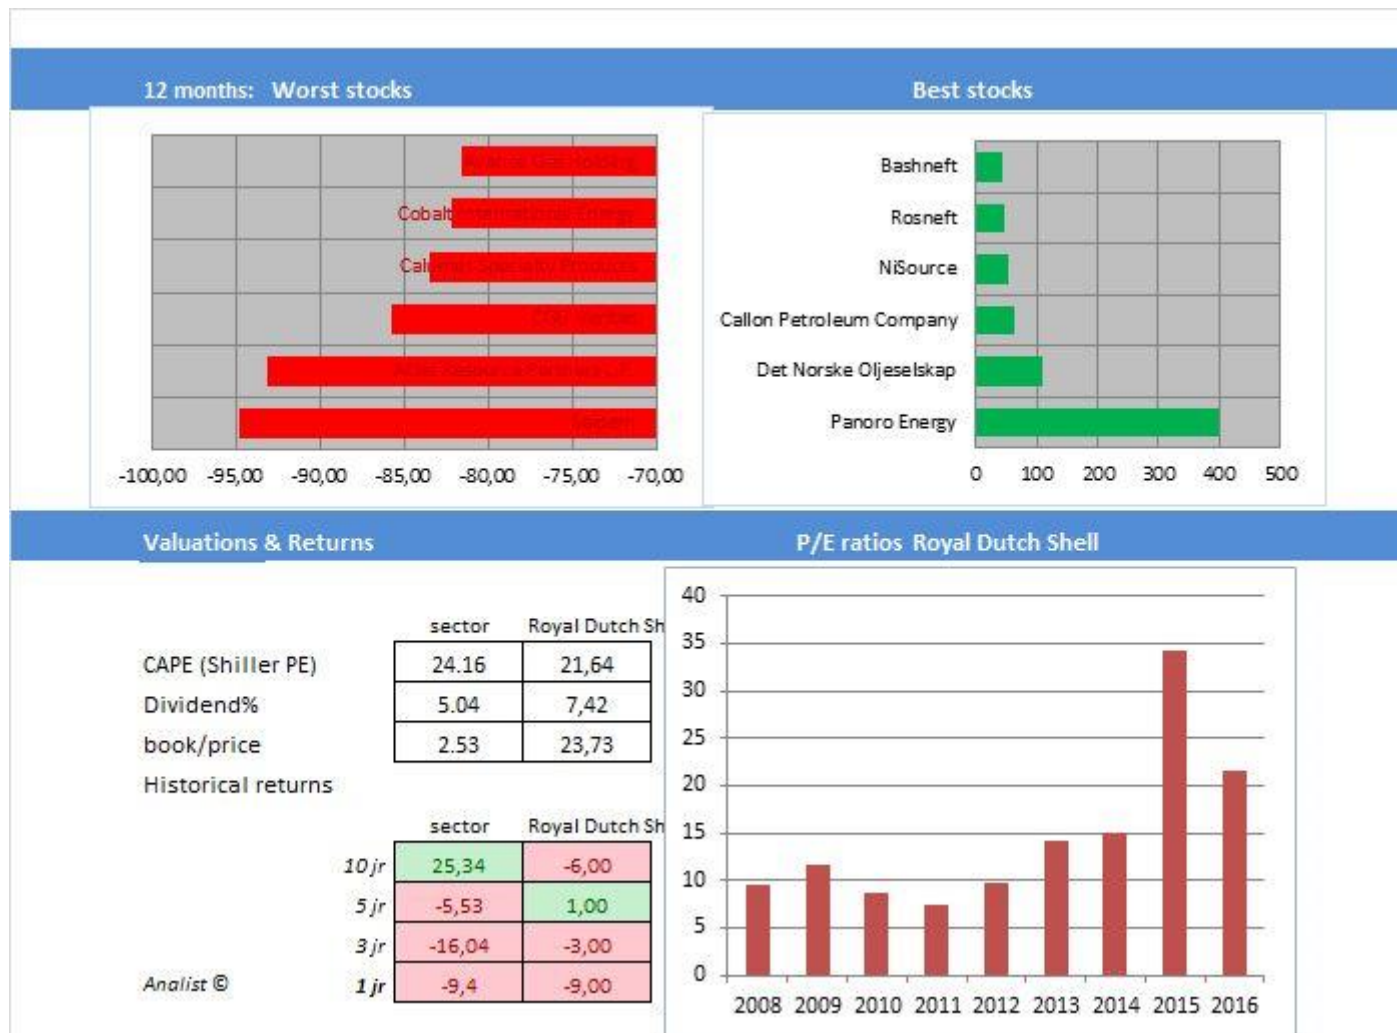 12 months: Worst stocks
Cobalt International Energy
Calumet Specialty Products
-100,00 -95,00 -90,00 -85,00 -80,00 -75,00 -70,00
Best stocks
Bashneft
Rosneft
NiSource
Callon Petroleum Company
Det Norske Oljeselskap
Panoro Energy
0 100 200 300 400 500
Valuations & Returns
sector Royal Dutch Sh
CAPE (Shiller PE) 24.16 21,64
Dividend% 5.04 7,42
book/price 2.53 23,73
Historical returns
sector Royal Dutch Sh
10 jr 25,34 -6,00
5 jr -5,53 1,00
3 jr -16,04 -3,00
Analist © 1 jr -9,4 -9,00
P/E ratios Royal Dutch Shell
40
35
30
25
20
15
10
5
0
2008 2009 2010 2011 2012 2013 2014 2015 2016